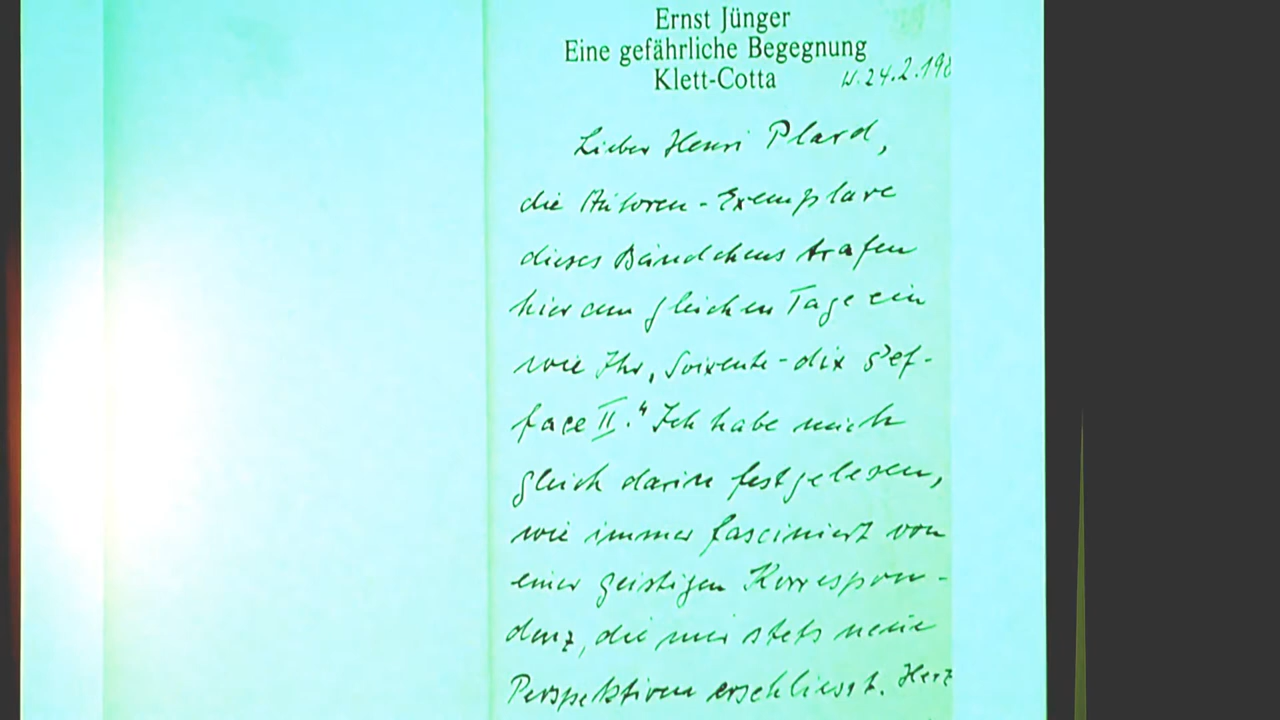 Ernst Jünger
Eine gefährliche Begegnung
Klett-Cotta
W. 24.2.198
Lieber Henri Plard,
die Autoren-Exemplare
dieses Bändchens trafen
hier am gleichen Tage ein
wie Ihr „Soixente-dix s'ef-
face II." Ich habe mich
gleich darin festgelesen,
wie immer fasciniert von
einer geistigen Korrespon-
denz, die mir stets neue
Perspektiven erschliesst. Herz